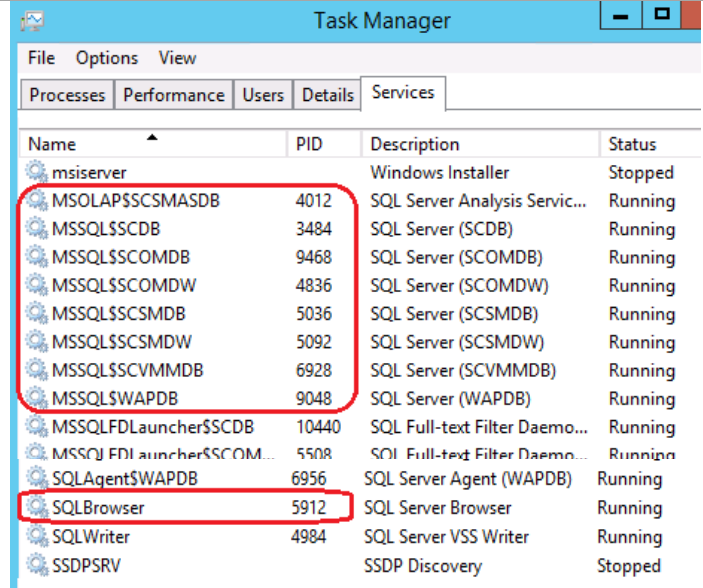 Task Manager
File Options View
Processes Performance Users Details Services
Name PID Description Status
msiserver Windows Installer Stopped
MSOLAP$SCSMASDB 4012 SQL Server Analysis Servic... Running
MSSQL$SCDB 3484 SQL Server (SCDB) Running
MSSQL$SCOMDB 9468 SQL Server (SCOMDB) Running
MSSQL$SCOMDW 4836 SQL Server (SCOMDW) Running
MSSQL$SCSMDB 5036 SQL Server (SCSMDB) Running
MSSQL$SCSMDW 5092 SQL Server (SCSMDW) Running
MSSQL$SCVMMDB 6928 SQL Server (SCVMMDB) Running
MSSQL$WAPDB 9048 SQL Server (WAPDB) Running
MSSQLFDLauncher$SCDB 10440 SQL Full-text Filter Daemo... Running
MSSQLFDLauncher$SCOM... 5508 SQL Full-text Filter Daemo... Running
SQLAgent$WAPDB 6956 SQL Server Agent (WAPDB) Running
SQLBrowser 5912 SQL Server Browser Running
SQLWriter 4984 SQL Server VSS Writer Running
SSDPSRV SSDP Discovery Stopped